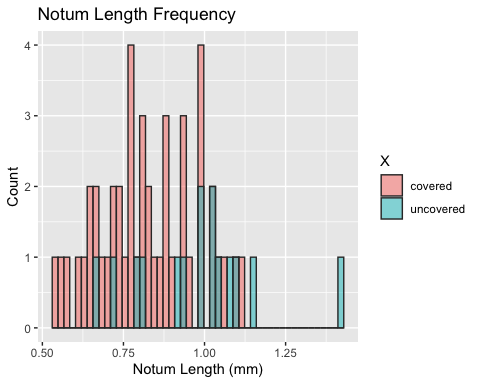 Notum Length Frequency
4
3
2
1
0
Count
0.50 0.75 1.00 1.25
Notum Length (mm)
X
covered
uncovered